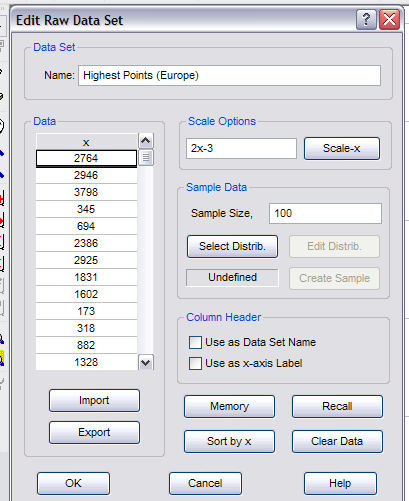 Edit Raw Data Set
Data Set
Name: Highest Points (Europe)
Data
x
2764
2946
3798
345
694
2386
2925
1831
1602
173
318
882
1328
Import
Export
Scale Options
2x-3 Scale-x
Sample Data
Sample Size, 100
Select Distrib. Edit Distrib.
Undefined Create Sample
Column Header
Use as Data Set Name
Use as x-axis Label
Memory Recall
Sort by x Clear Data
OK Cancel Help